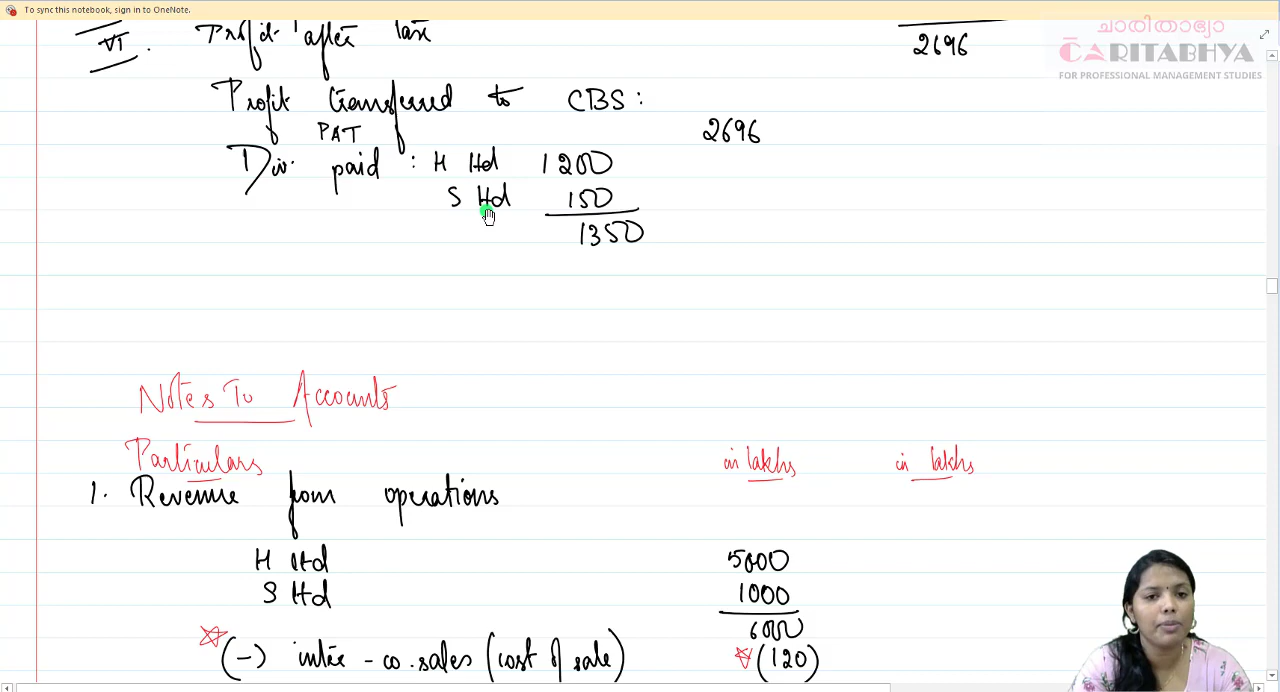 To sync this notebook, sign in to OneNote.
ചാരിതാഭ്യാ
CARITABHYA
FOR PROFESSIONAL MANAGEMENT STUDIES
VI. Profit after tax 2696
Profit transferred to CBS:
PAT 2696
Div. paid : H ltd 1200
S ltd 150
1350
Notes To Accounts
Particulars in lakhs in lakhs
1. Revenue from operations
H ltd 5000
S ltd 1000
6000
(-) inter-co. sales (cost of sale) (120)